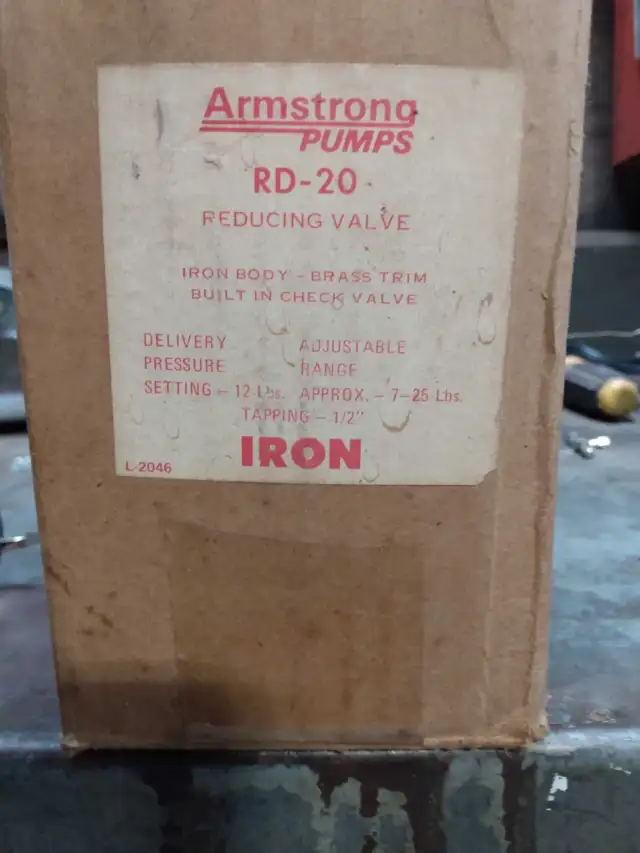 Armstrong
PUMPS
RD-20
REDUCING VALVE
IRON BODY - BRASS TRIM
BUILT IN CHECK VALVE
DELIVERY ADJUSTABLE
PRESSURE RANGE
SETTING - 12 Lbs. APPROX. - 7-25 Lbs.
TAPPING - 1/2"
IRON
L-2046